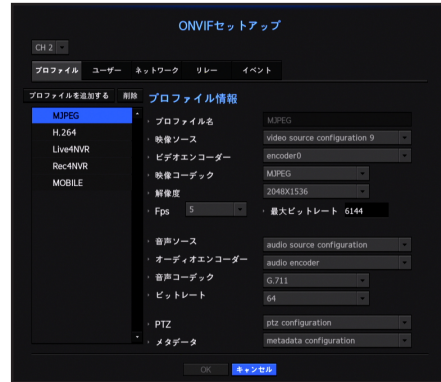 ONVIFセットアップ
CH 2
プロファイル ユーザー ネットワーク リレー イベント
プロファイルを追加する 削除 プロファイル情報
MJPEG
H.264
Live4NVR
Rec4NVR
MOBILE
プロファイル名 MJPEG
映像ソース video source configuration 9
ビデオエンコーダー encoder0
映像コーデック MJPEG
解像度 2048X1536
Fps 5 最大ビットレート 6144
音声ソース audio source configuration
オーディオエンコーダー audio encoder
音声コーデック G.711
ビットレート 64
PTZ ptz configuration
メタデータ metadata configuration
OK キャンセル